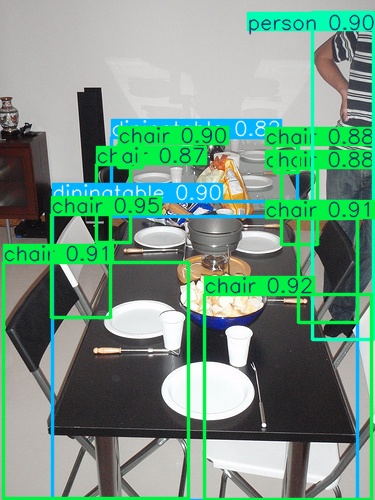 person 0.90
diningtable 0.82
chair 0.90
chair 0.88
chair 0.87
chair 0.88
diningtable 0.90
chair 0.95
chair 0.91
chair 0.91
chair 0.92